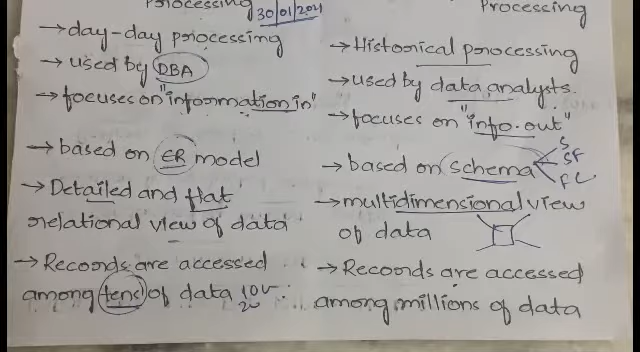 Processing
30/01/2021
→day-day processing
→used by DBA
→focuses on "information in"
→based on ER model
→Detailed and flat
relational view of data
→Records are accessed
among tens of data 10v
20
Processing
→Historical processing
→used by data analysts.
→focuses on "info.out"
→based on schema
S
SF
FC
→multidimensional view
of data
→Records are accessed
among millions of data